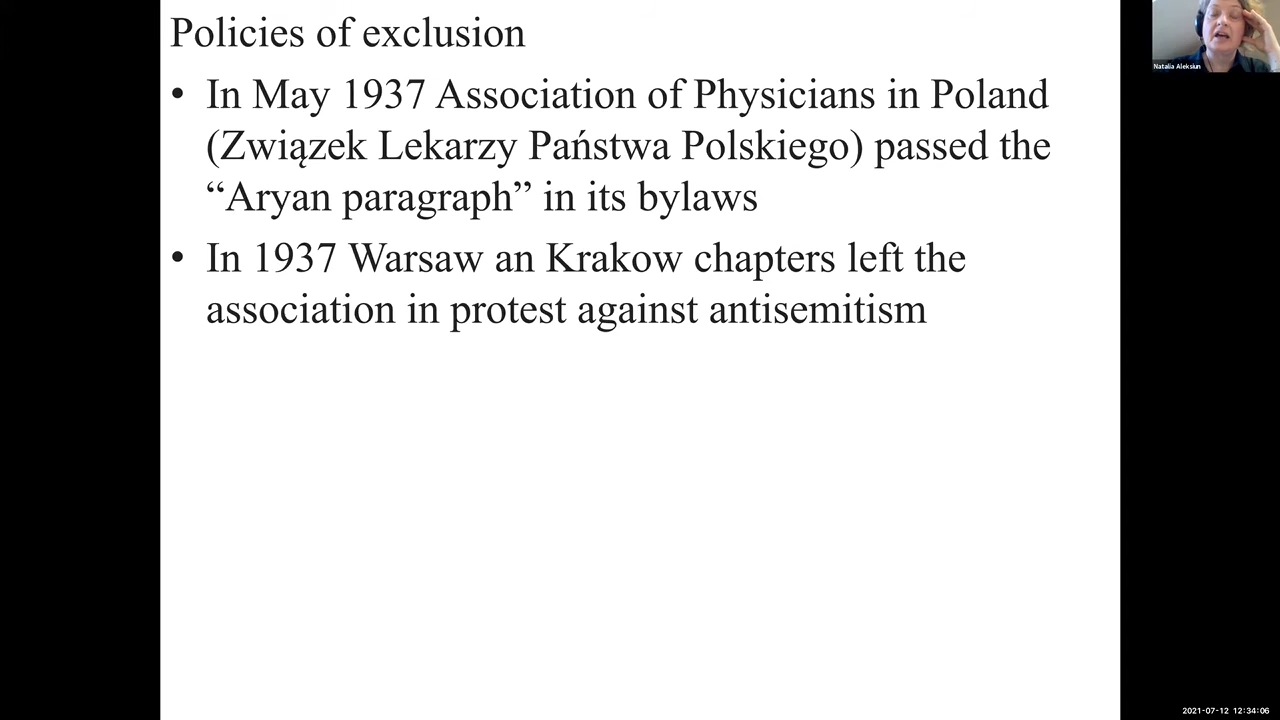 Policies of exclusion
• In May 1937 Association of Physicians in Poland
(Związek Lekarzy Państwa Polskiego) passed the
“Aryan paragraph” in its bylaws
• In 1937 Warsaw an Krakow chapters left the
association in protest against antisemitism
Natalia Aleksiun
2021-07-12 12:34:06